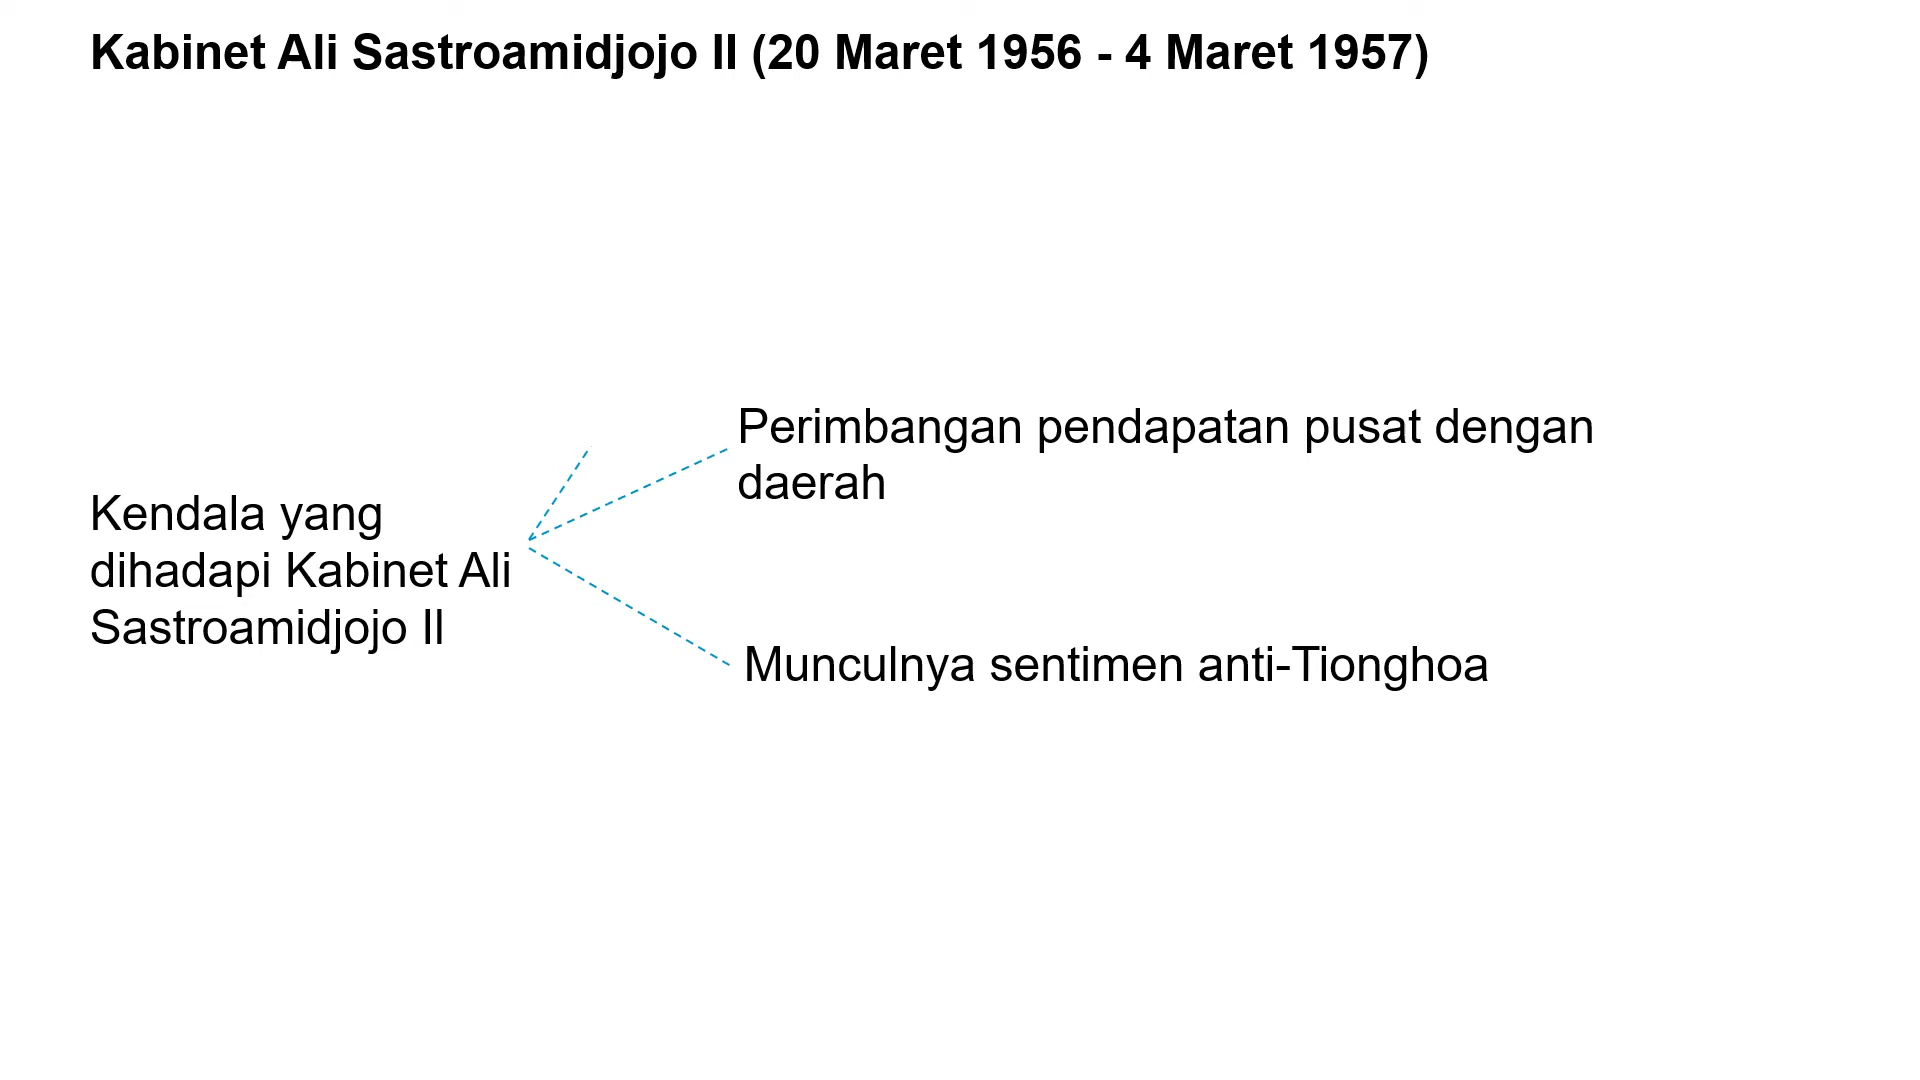 Kabinet Ali Sastroamidjojo II (20 Maret 1956 - 4 Maret 1957)
Kendala yang
dihadapi Kabinet Ali
Sastroamidjojo II
Perimbangan pendapatan pusat dengan
daerah
Munculnya sentimen anti-Tionghoa